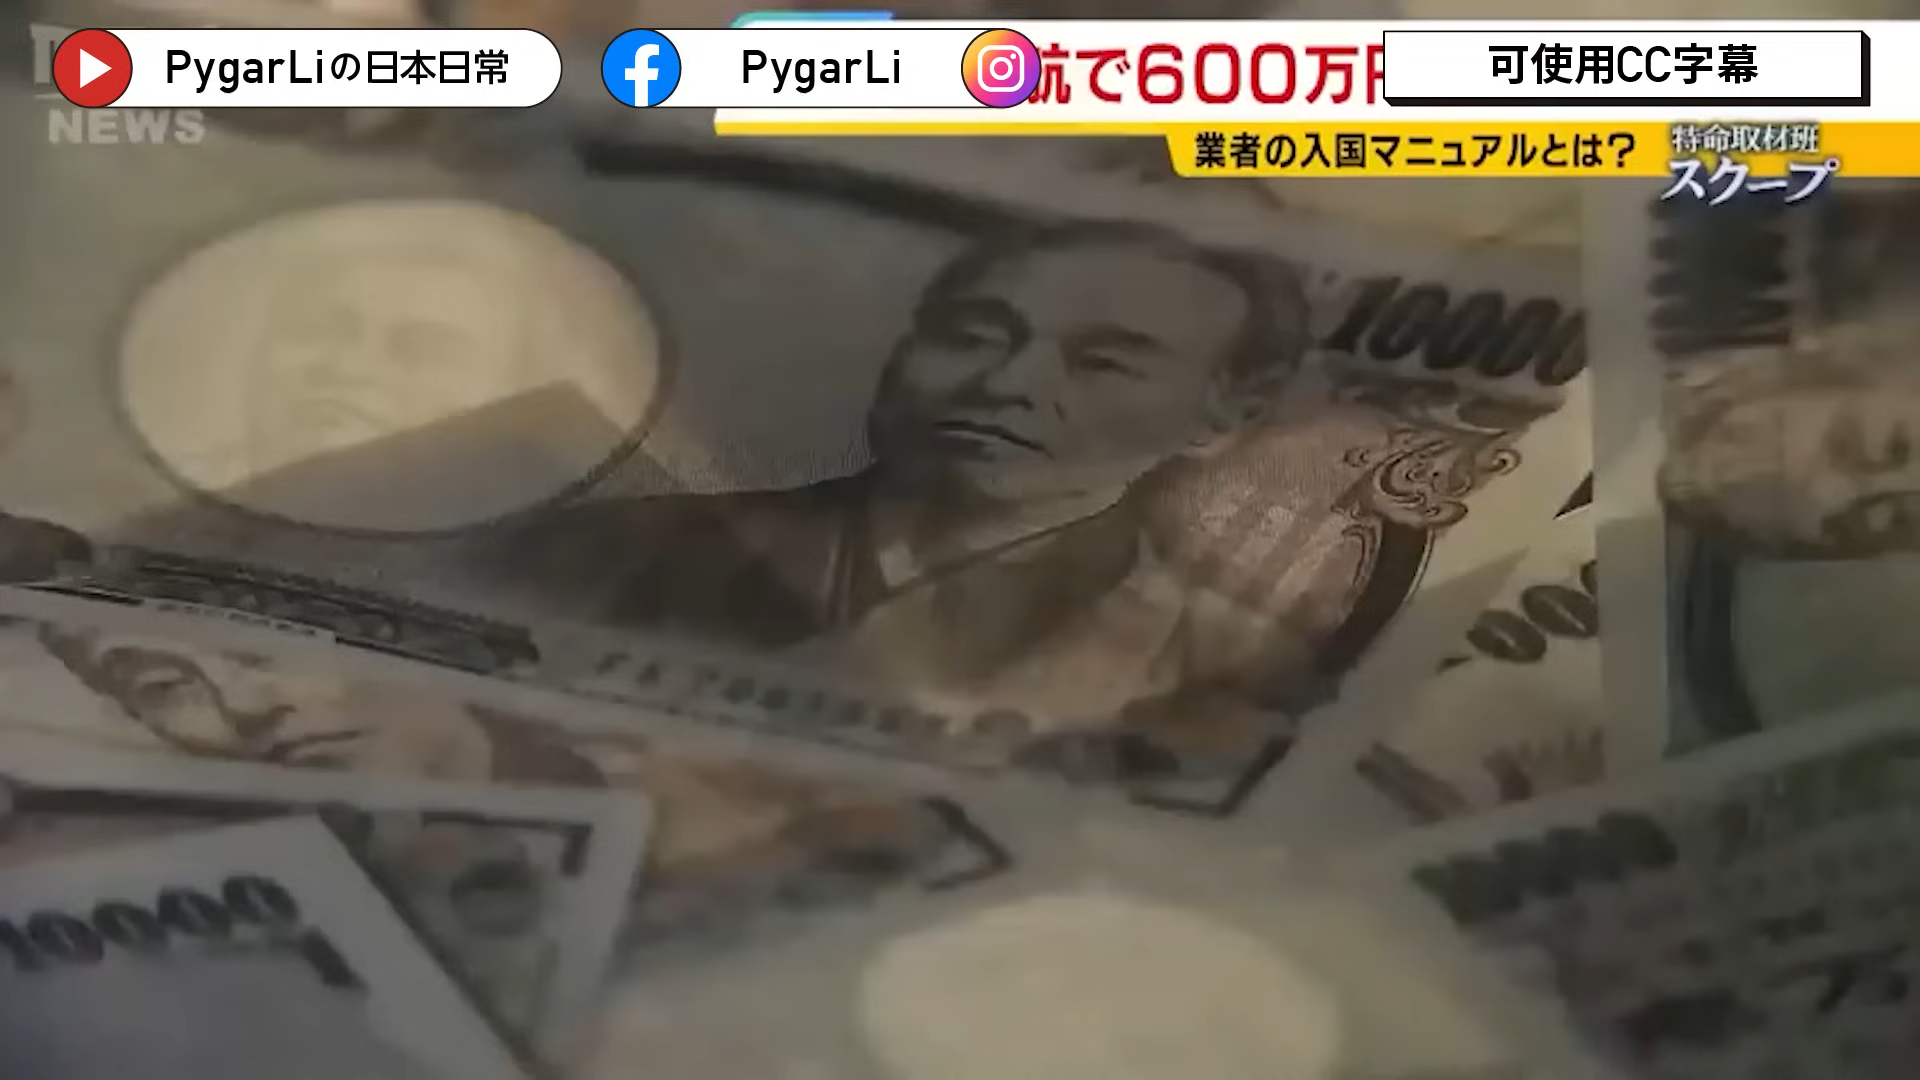 PygarLiの日本日常
PygarLi
航で600万
可使用CC字幕
NEWS
業者の入国マニュアルとは？
特命取材班
スクープ
10000
10000